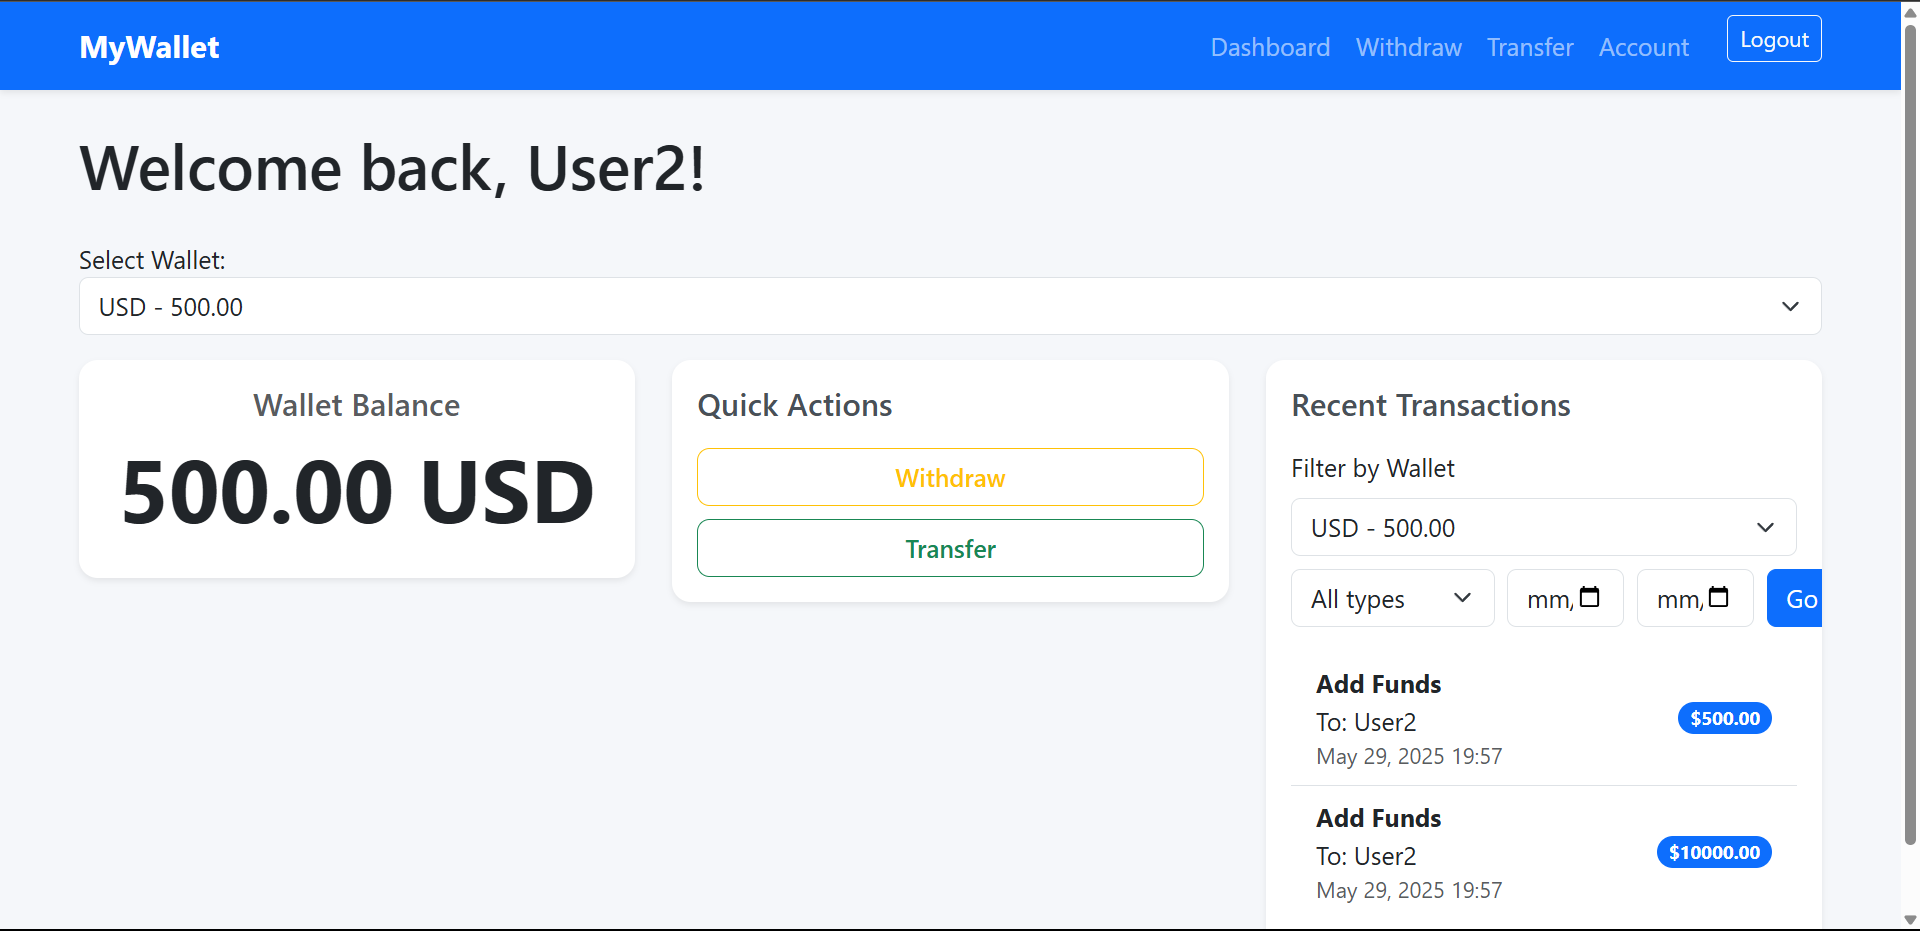 MyWallet
Dashboard Withdraw Transfer Account Logout
Welcome back, User2!
Select Wallet:
USD - 500.00
Wallet Balance
500.00 USD
Quick Actions
Withdraw
Transfer
Recent Transactions
Filter by Wallet
USD - 500.00
All types mm/ mm/ Go
Add Funds
To: User2
May 29, 2025 19:57
$500.00
Add Funds
To: User2
May 29, 2025 19:57
$10000.00